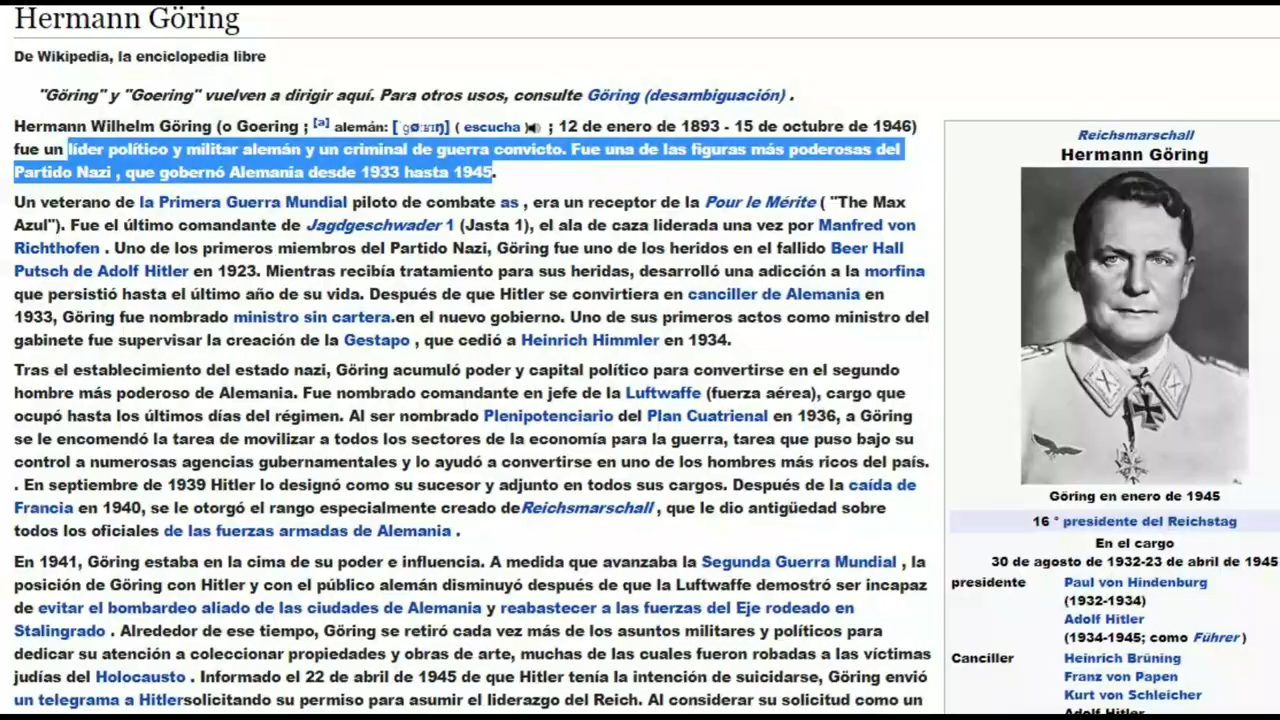 Hermann Göring
De Wikipedia, la enciclopedia libre
"Göring" y "Goering" vuelven a dirigir aquí. Para otros usos, consulte Göring (desambiguación) .
Hermann Wilhelm Göring (o Goering ; [a] alemán: [ ˈɡøːʁɪŋ] ( escucha ) ; 12 de enero de 1893 - 15 de octubre de 1946)
fue un líder político y militar alemán y un criminal de guerra convicto. Fue una de las figuras más poderosas del
Partido Nazi , que gobernó Alemania desde 1933 hasta 1945.
Un veterano de la Primera Guerra Mundial piloto de combate as , era un receptor de la Pour le Mérite ( "The Max
Azul"). Fue el último comandante de Jagdgeschwader 1 (Jasta 1), el ala de caza liderada una vez por Manfred von
Richthofen . Uno de los primeros miembros del Partido Nazi, Göring fue uno de los heridos en el fallido Beer Hall
Putsch de Adolf Hitler en 1923. Mientras recibía tratamiento para sus heridas, desarrolló una adicción a la morfina
que persistió hasta el último año de su vida. Después de que Hitler se convirtiera en canciller de Alemania en
1933, Göring fue nombrado ministro sin cartera.en el nuevo gobierno. Uno de sus primeros actos como ministro del
gabinete fue supervisar la creación de la Gestapo , que cedió a Heinrich Himmler en 1934.
Tras el establecimiento del estado nazi, Göring acumuló poder y capital político para convertirse en el segundo
hombre más poderoso de Alemania. Fue nombrado comandante en jefe de la Luftwaffe (fuerza aérea), cargo que
ocupó hasta los últimos días del régimen. Al ser nombrado Plenipotenciario del Plan Cuatrienal en 1936, a Göring
se le encomendó la tarea de movilizar a todos los sectores de la economía para la guerra, tarea que puso bajo su
control a numerosas agencias gubernamentales y lo ayudó a convertirse en uno de los hombres más ricos del país.
. En septiembre de 1939 Hitler lo designó como su sucesor y adjunto en todos sus cargos. Después de la caída de
Francia en 1940, se le otorgó el rango especialmente creado deReichsmarschall , que le dio antigüedad sobre
todos los oficiales de las fuerzas armadas de Alemania .
En 1941, Göring estaba en la cima de su poder e influencia. A medida que avanzaba la Segunda Guerra Mundial , la
posición de Göring con Hitler y con el público alemán disminuyó después de que la Luftwaffe demostró ser incapaz
de evitar el bombardeo aliado de las ciudades de Alemania y reabastecer a las fuerzas del Eje rodeado en
Stalingrado . Alrededor de ese tiempo, Göring se retiró cada vez más de los asuntos militares y políticos para
dedicar su atención a coleccionar propiedades y obras de arte, muchas de las cuales fueron robadas a las víctimas
judías del Holocausto . Informado el 22 de abril de 1945 de que Hitler tenía la intención de suicidarse, Göring envió
un telegrama a Hitlersolicitando su permiso para asumir el liderazgo del Reich. Al considerar su solicitud como un
Reichsmarschall
Hermann Göring
Göring en enero de 1945
16 ° presidente del Reichstag
En el cargo
30 de agosto de 1932-23 de abril de 1945
presidente Paul von Hindenburg
(1932-1934)
Adolf Hitler
(1934-1945; como Führer )
Canciller Heinrich Brüning
Franz von Papen
Kurt von Schleicher
Adolf Hitler